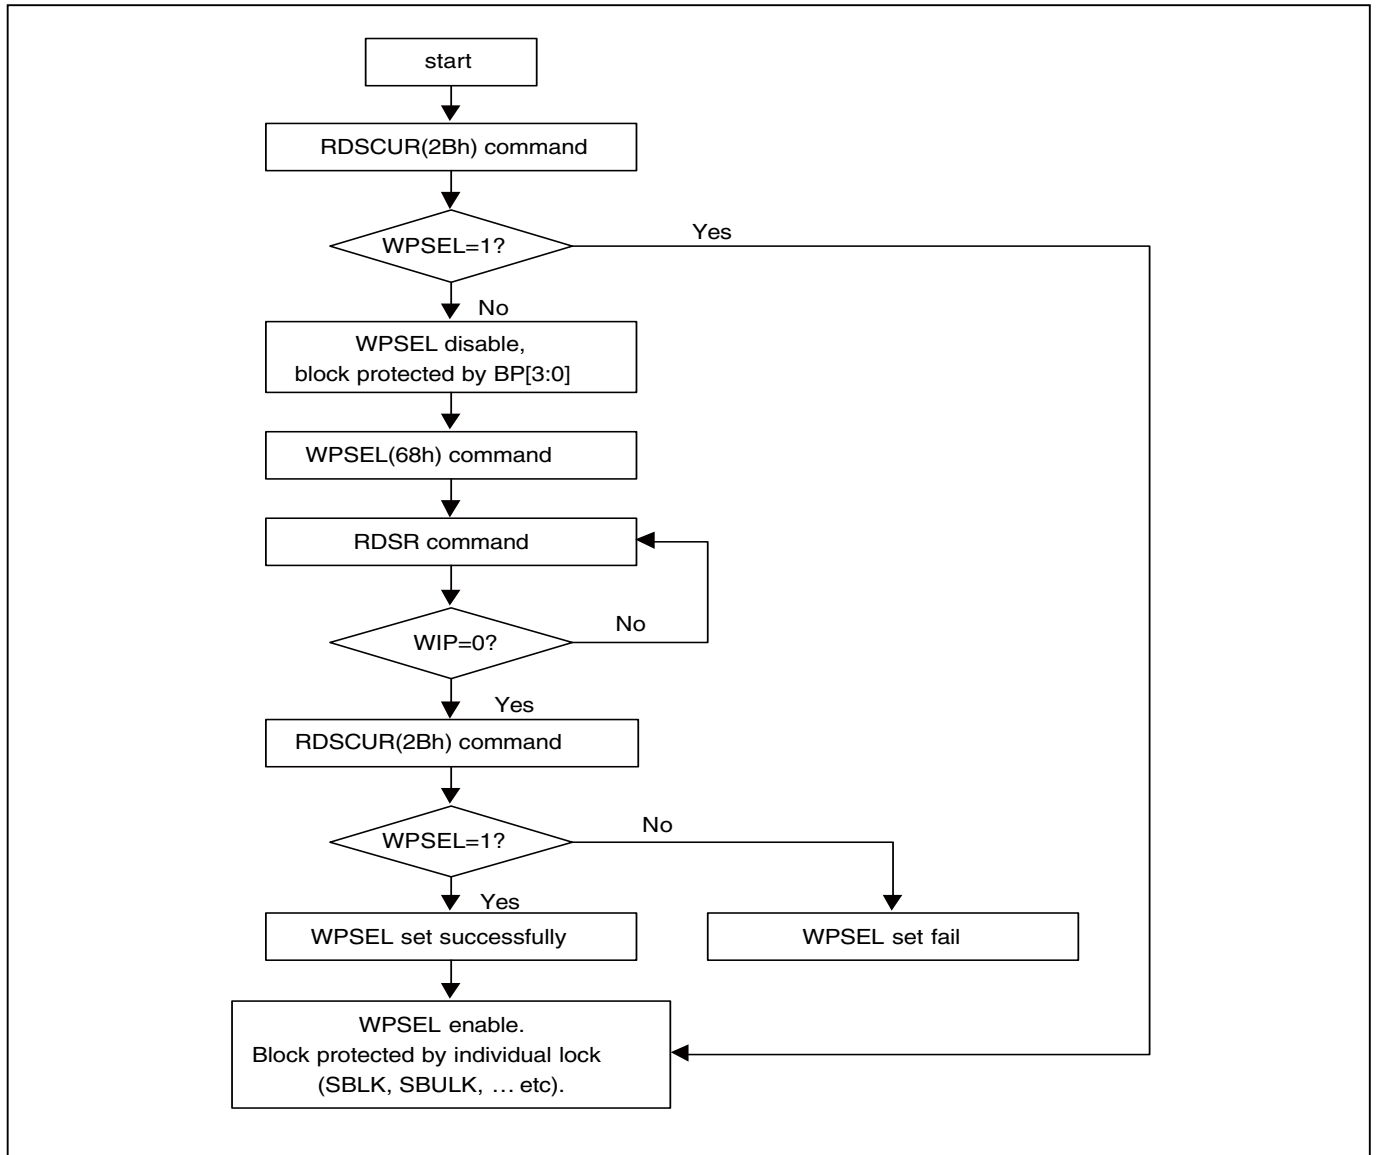 start
RDSCUR(2Bh) command
WPSEL=1?
Yes
No
WPSEL disable,
block protected by BP[3:0]
WPSEL(68h) command
RDSR command
WIP=0?
No
Yes
RDSCUR(2Bh) command
WPSEL=1?
No
Yes
WPSEL set successfully
WPSEL set fail
WPSEL enable.
Block protected by individual lock
(SBLK, SBULK, … etc).